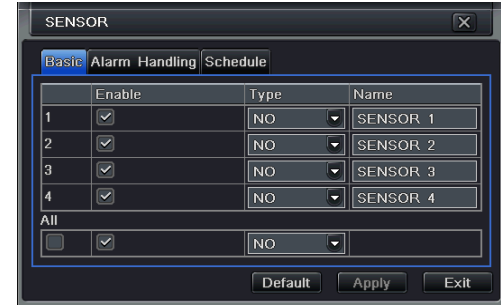 SENSOR
Basic Alarm Handling Schedule
Enable Type Name
1 NO SENSOR 1
2 NO SENSOR 2
3 NO SENSOR 3
4 NO SENSOR 4
All
NO
Default Apply Exit